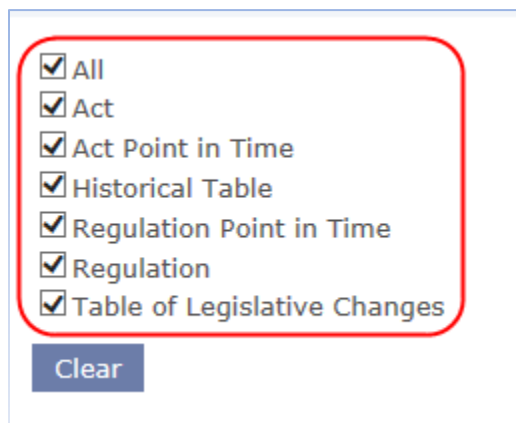 All
Act
Act Point in Time
Historical Table
Regulation Point in Time
Regulation
Table of Legislative Changes
Clear